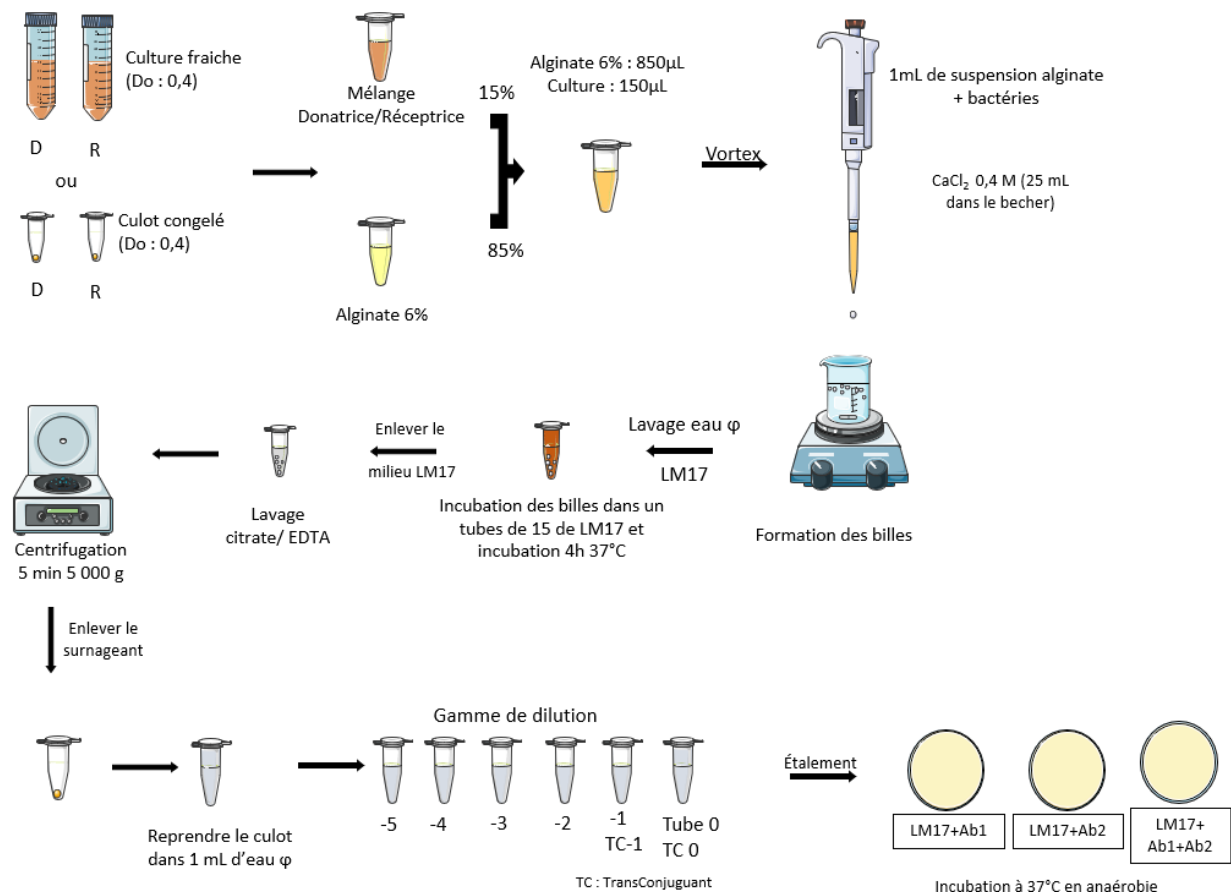 Culture fraiche
(Do : 0,4)
D
R
ou
Culot congelé
(Do : 0,4)
D
R
Mélange
Donatrice/Réceptrice
Alginate 6%
15%
85%
Alginate 6% : 850µL
Culture : 150µL
Vortex
1mL de suspension alginate
+ bactéries
CaCl₂ 0,4 M (25 mL
dans le becher)
Formation des billes
Lavage eau φ
LM17
Incubation des billes dans un
tubes de 15 de LM17 et
incubation 4h 37°C
Enlever le
milieu LM17
Lavage
citrate/ EDTA
Centrifugation
5 min 5 000 g
Enlever le
surnageant
Reprendre le culot
dans 1 mL d'eau φ
Gamme de dilution
-5
-4
-3
-2
-1
TC-1
Tube 0
TC 0
TC : TransConjuguant
Étalement
LM17+Ab1
LM17+Ab2
LM17+
Ab1+Ab2
Incubation à 37°C en anaérobie